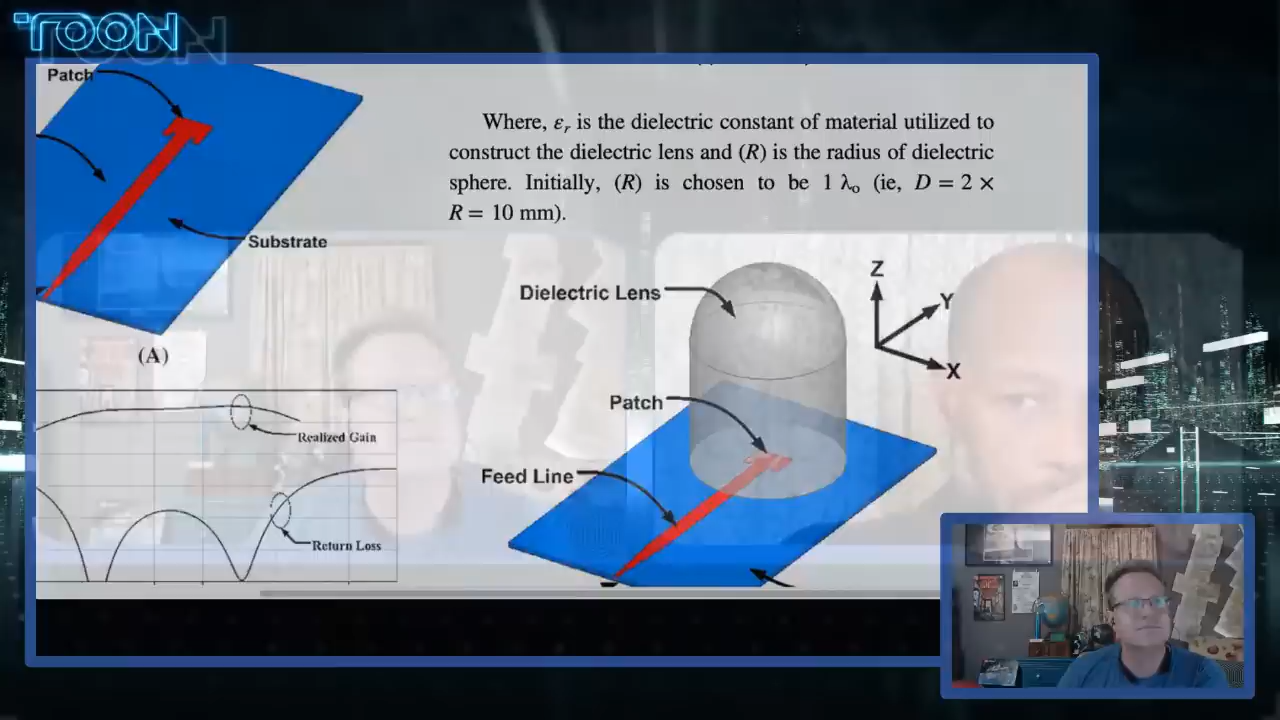 TOON
Patch
Substrate
(A)
Realized Gain
Return Loss
Where, εr is the dielectric constant of material utilized to
construct the dielectric lens and (R) is the radius of dielectric
sphere. Initially, (R) is chosen to be 1 λo (ie, D = 2 ×
R = 10 mm).
Dielectric Lens
Z
Y
X
Patch
Feed Line